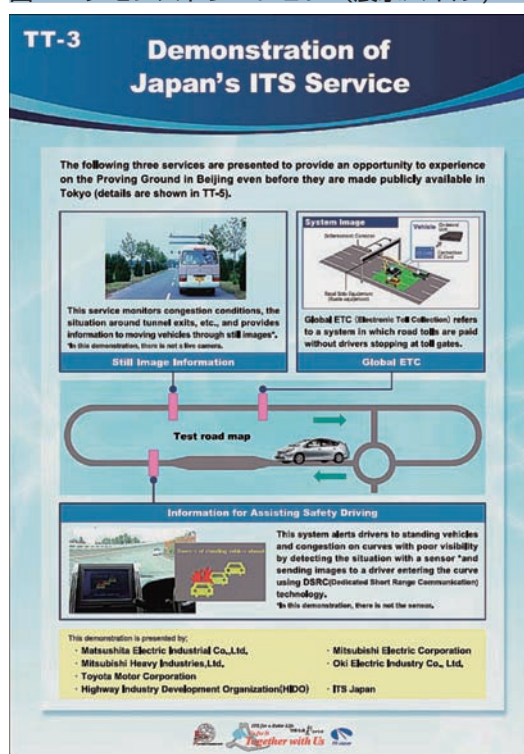 TT-3
Demonstration of
Japan's ITS Service
The following three services are presented to provide an opportunity to experience
on the Proving Ground in Beijing even before they are made publicly available in
Tokyo (details are shown in TT-5).
System Image
Vehicle
This service monitors congestion conditions, the
situation around tunnel exits, etc., and provides
information to moving vehicles through still images*.
*In this demonstration, there is not a live camera.
Still Image Information
Global ETC (Electronic Toll Collection) refers
to a system in which road tolls are paid
without drivers stopping at toll gates.
Global ETC
Test road map
Information for Assisting Safety Driving
This system alerts drivers to standing vehicles
and congestion on curves with poor visibility
by detecting the situation with a sensor *and
sending images to a driver entering the curve
using DSRC(Dedicated Short Range Communication)
technology.
*In this demonstration, there is not the sensor.
This demonstration is presented by;
・Matsushita Electric Industrial Co.,Ltd.
・Mitsubishi Heavy Industries,Ltd.
・Toyota Motor Corporation
・Highway Industry Development Organization(HIDO)
・Mitsubishi Electric Corporation
・Oki Electric Industry Co., Ltd.
・ITS Japan
ITS for a Better Life
Together with Us